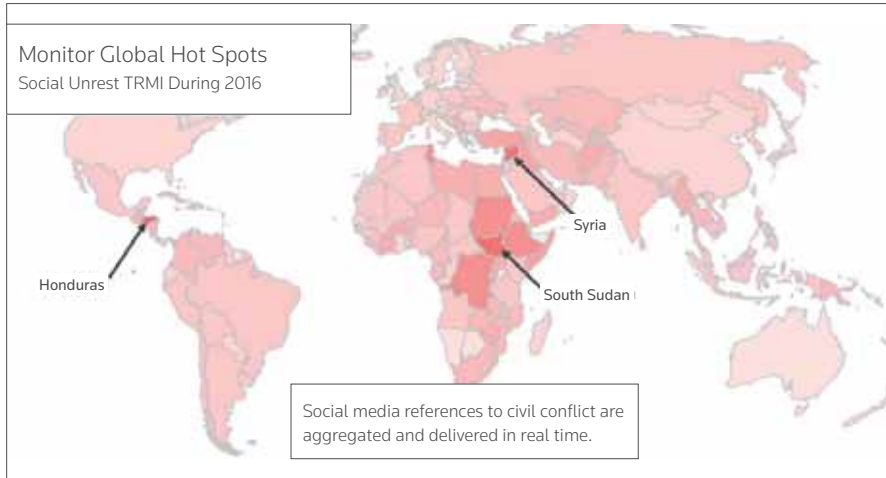 Monitor Global Hot Spots
Social Unrest TRMI During 2016
Syria
Honduras
South Sudan
Social media references to civil conflict are
aggregated and delivered in real time.